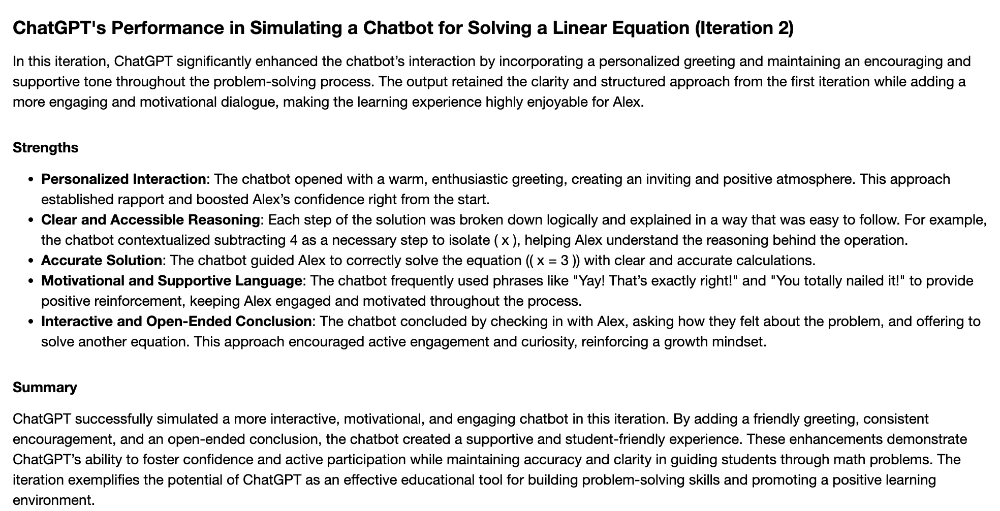 ChatGPT's Performance in Simulating a Chatbot for Solving a Linear Equation (Iteration 2)
In this iteration, ChatGPT significantly enhanced the chatbot’s interaction by incorporating a personalized greeting and maintaining an encouraging and
supportive tone throughout the problem-solving process. The output retained the clarity and structured approach from the first iteration while adding a
more engaging and motivational dialogue, making the learning experience highly enjoyable for Alex.
Strengths
• Personalized Interaction: The chatbot opened with a warm, enthusiastic greeting, creating an inviting and positive atmosphere. This approach
established rapport and boosted Alex’s confidence right from the start.
• Clear and Accessible Reasoning: Each step of the solution was broken down logically and explained in a way that was easy to follow. For example,
the chatbot contextualized subtracting 4 as a necessary step to isolate ( x ), helping Alex understand the reasoning behind the operation.
• Accurate Solution: The chatbot guided Alex to correctly solve the equation (( x = 3 )) with clear and accurate calculations.
• Motivational and Supportive Language: The chatbot frequently used phrases like "Yay! That’s exactly right!" and "You totally nailed it!" to provide
positive reinforcement, keeping Alex engaged and motivated throughout the process.
• Interactive and Open-Ended Conclusion: The chatbot concluded by checking in with Alex, asking how they felt about the problem, and offering to
solve another equation. This approach encouraged active engagement and curiosity, reinforcing a growth mindset.
Summary
ChatGPT successfully simulated a more interactive, motivational, and engaging chatbot in this iteration. By adding a friendly greeting, consistent
encouragement, and an open-ended conclusion, the chatbot created a supportive and student-friendly experience. These enhancements demonstrate
ChatGPT’s ability to foster confidence and active participation while maintaining accuracy and clarity in guiding students through math problems. The
iteration exemplifies the potential of ChatGPT as an effective educational tool for building problem-solving skills and promoting a positive learning
environment.